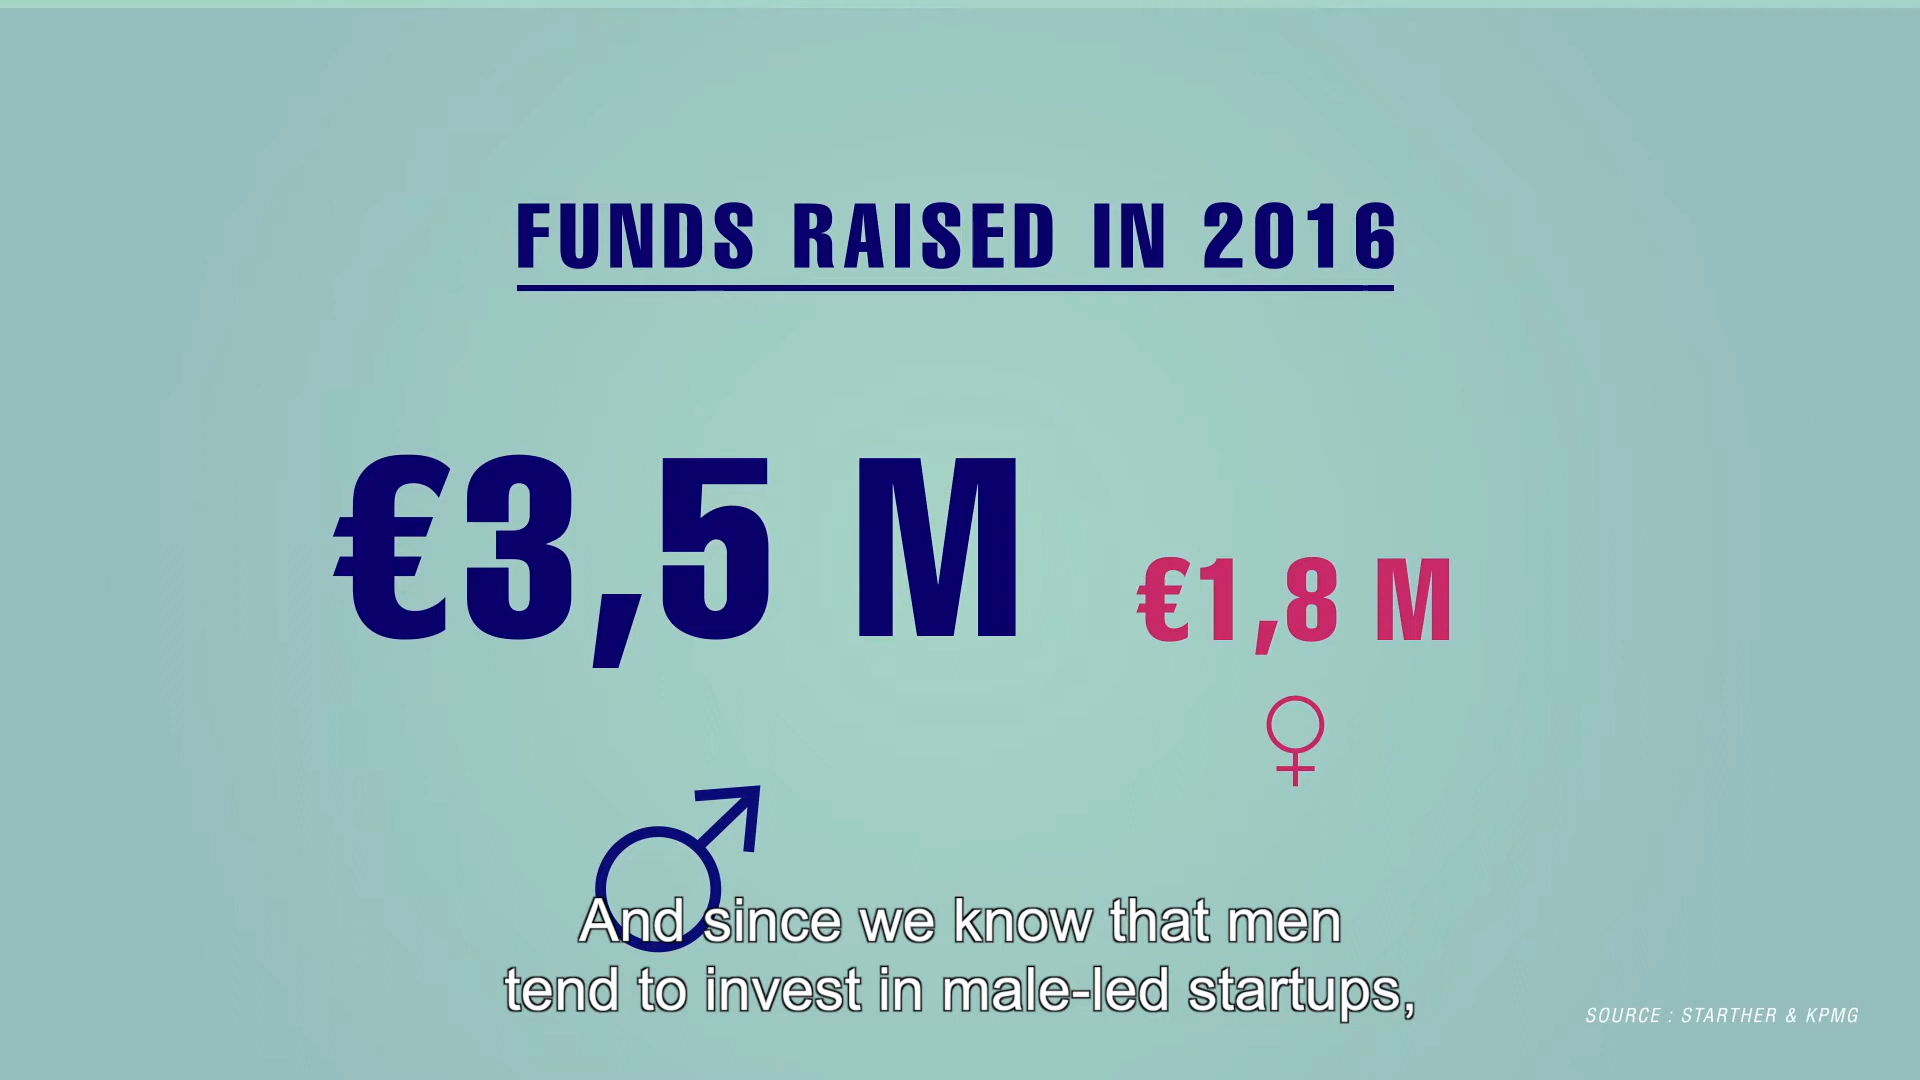 FUNDS RAISED IN 2016
€3,5 M
€1,8 M
And since we know that men
tend to invest in male-led startups,
SOURCE : STARTHER & KPMG